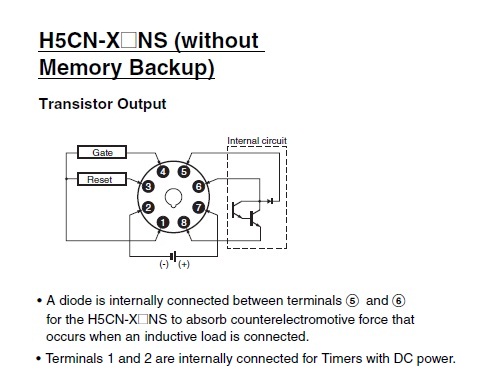 H5CN-X□NS (without
Memory Backup)
Transistor Output
Internal circuit
Gate
4 5
Reset
3 6
2 7
1 8
(-) (+)
• A diode is internally connected between terminals ⑤ and ⑥
for the H5CN-X□NS to absorb counterelectromotive force that
occurs when an inductive load is connected.
• Terminals 1 and 2 are internally connected for Timers with DC power.